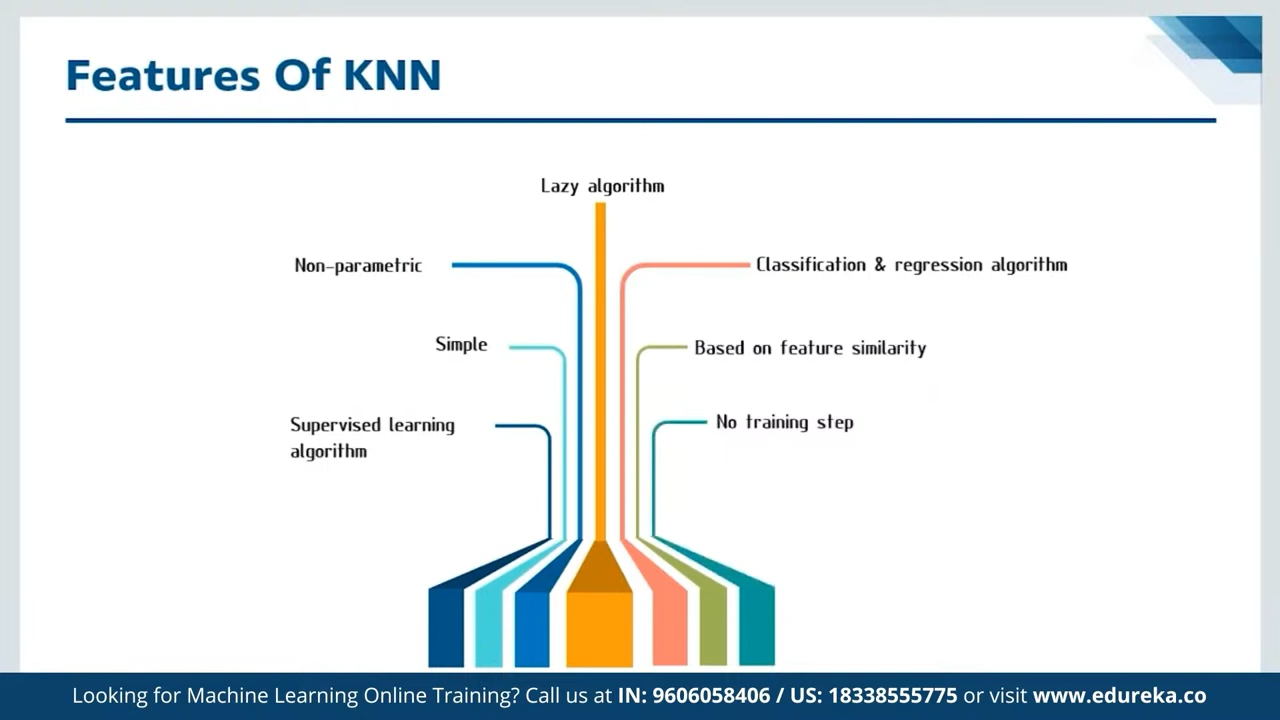 Features Of KNN
Lazy algorithm
Non-parametric
Classification & regression algorithm
Simple
Based on feature similarity
Supervised learning
algorithm
No training step
Looking for Machine Learning Online Training? Call us at IN: 9606058406 / US: 18338555775 or visit www.edureka.co